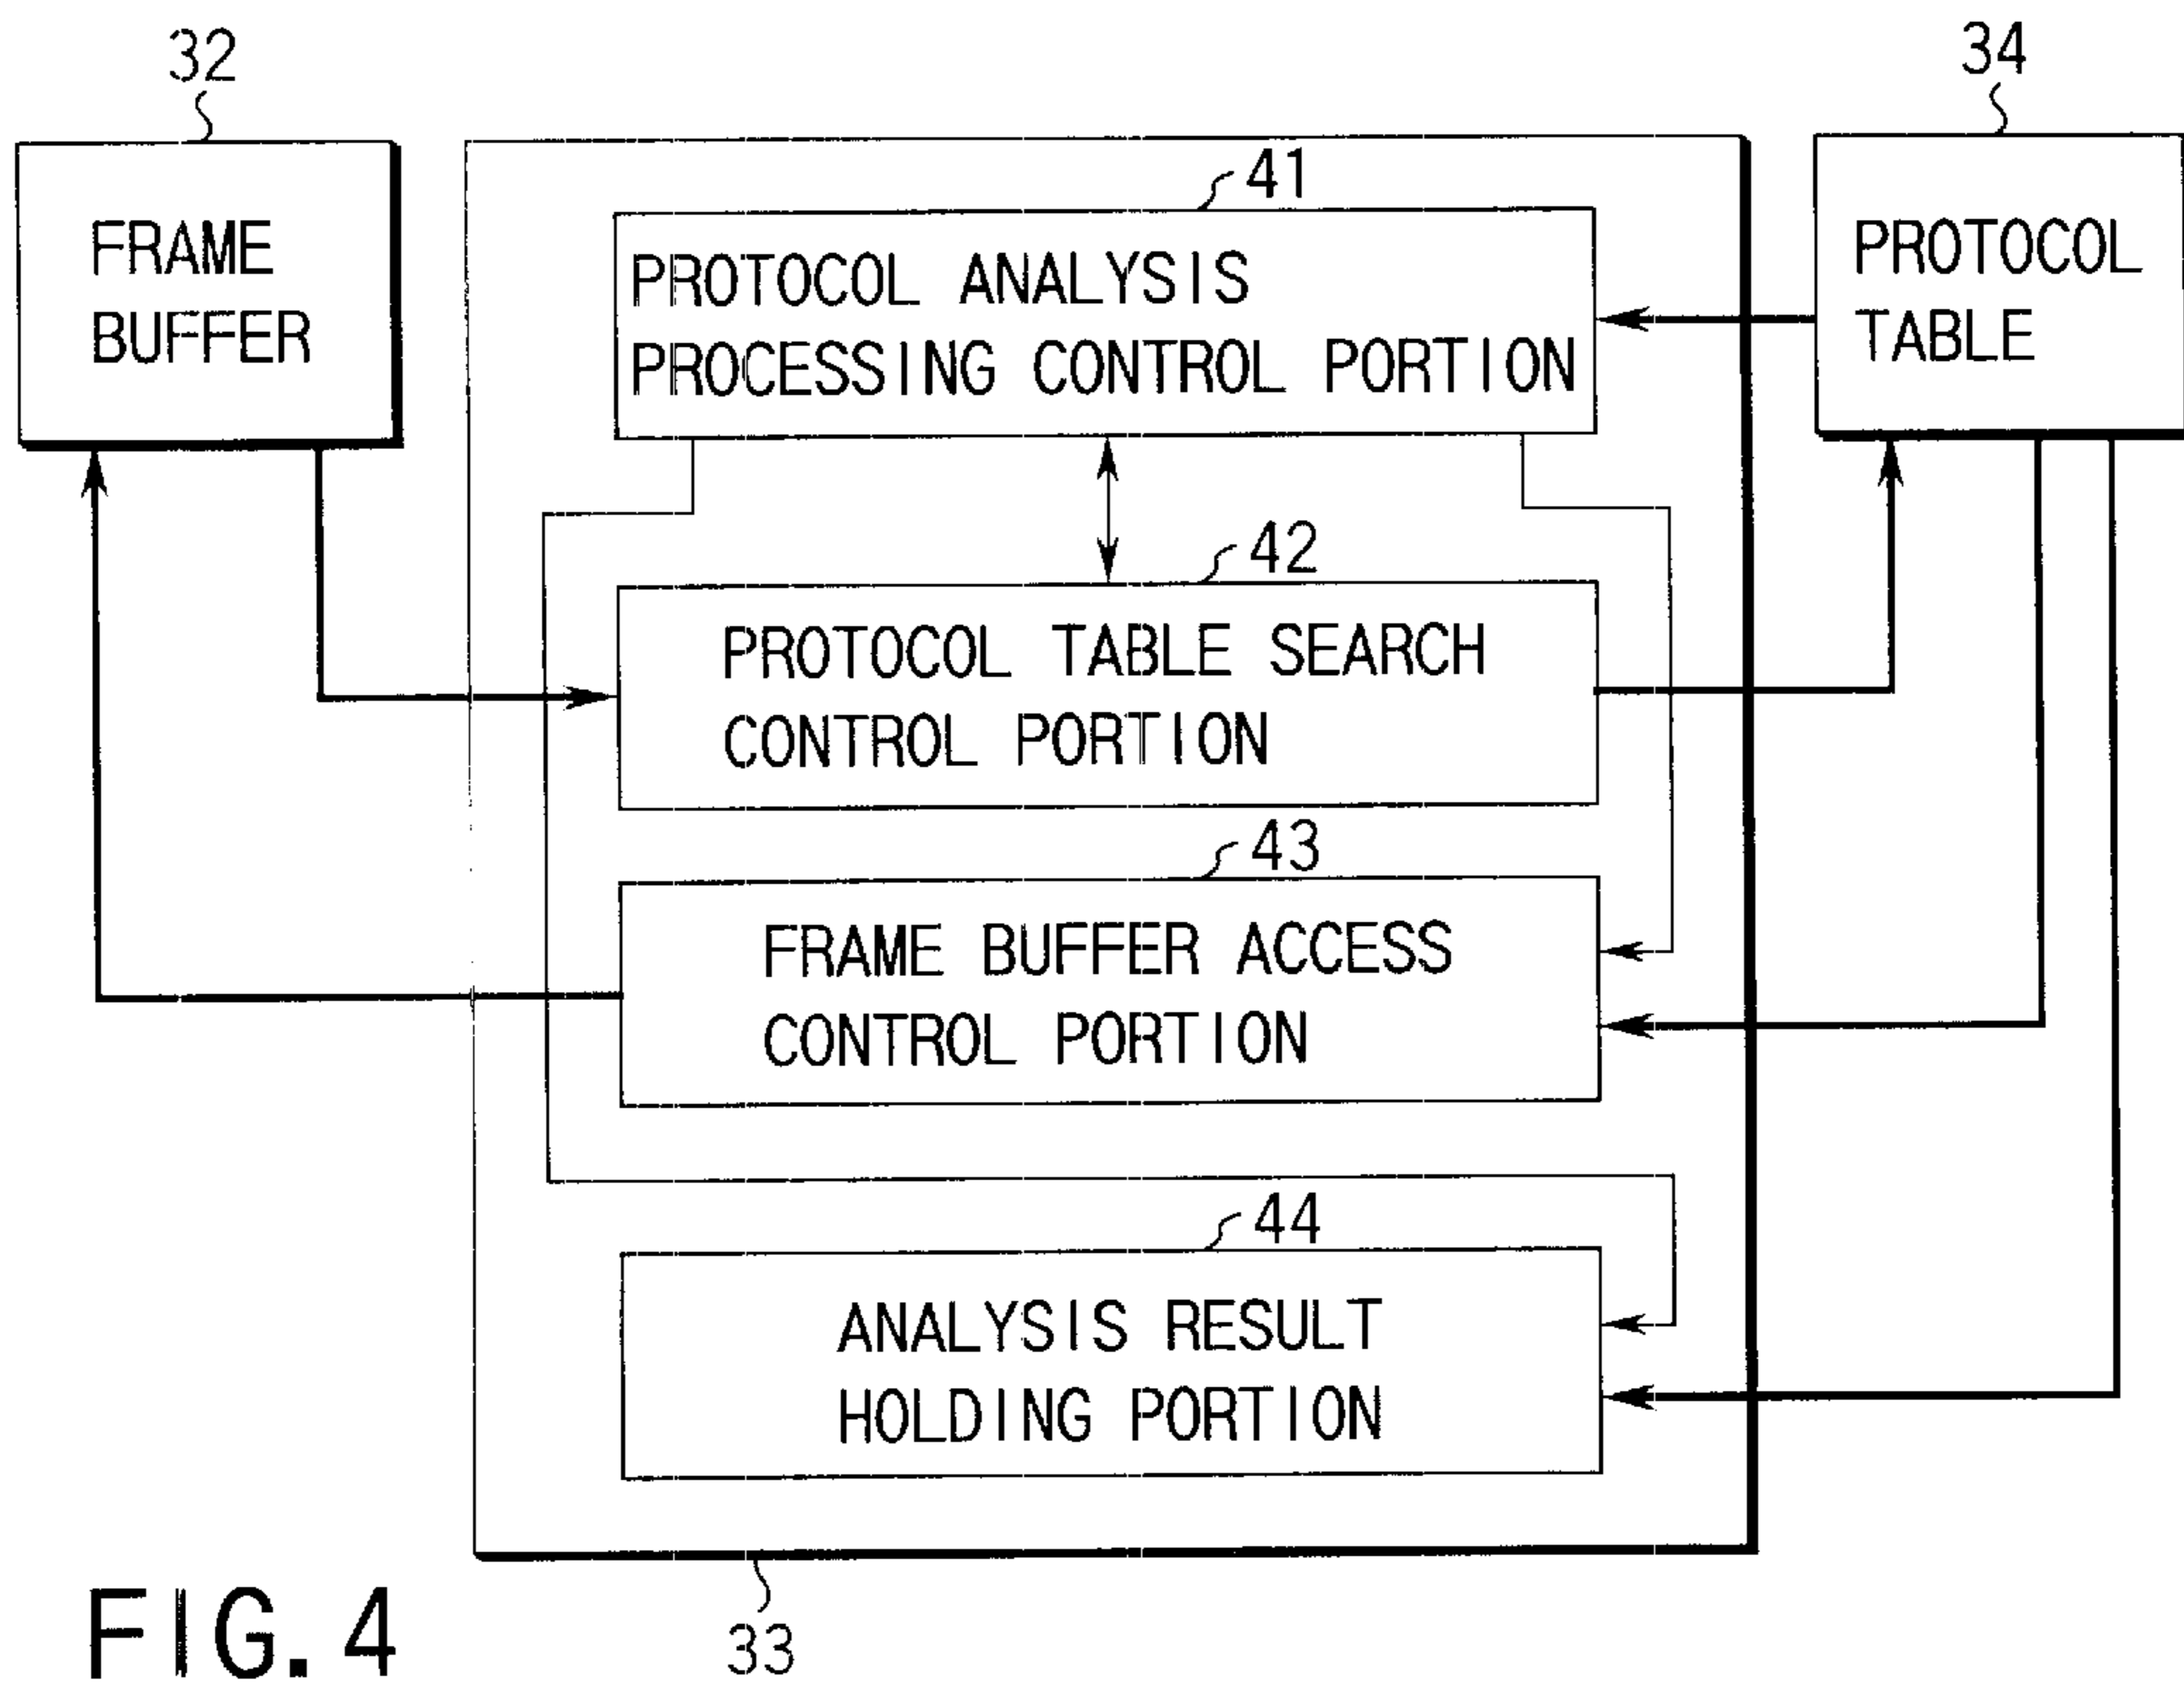 32
34
FRAME
BUFFER
41
PROTOCOL ANALYSIS
PROCESSING CONTROL PORTION
PROTOCOL
TABLE
42
PROTOCOL TABLE SEARCH
CONTROL PORTION
43
FRAME BUFFER ACCESS
CONTROL PORTION
44
ANALYSIS RESULT
HOLDING PORTION
33
FIG. 4